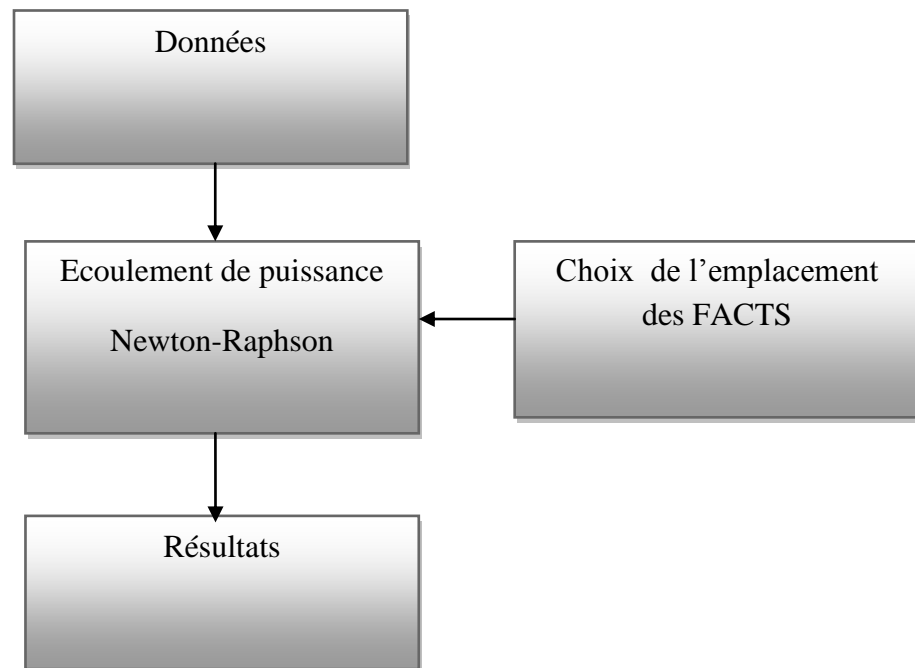 Données
Ecoulement de puissance
Newton-Raphson
Choix de l’emplacement
des FACTS
Résultats